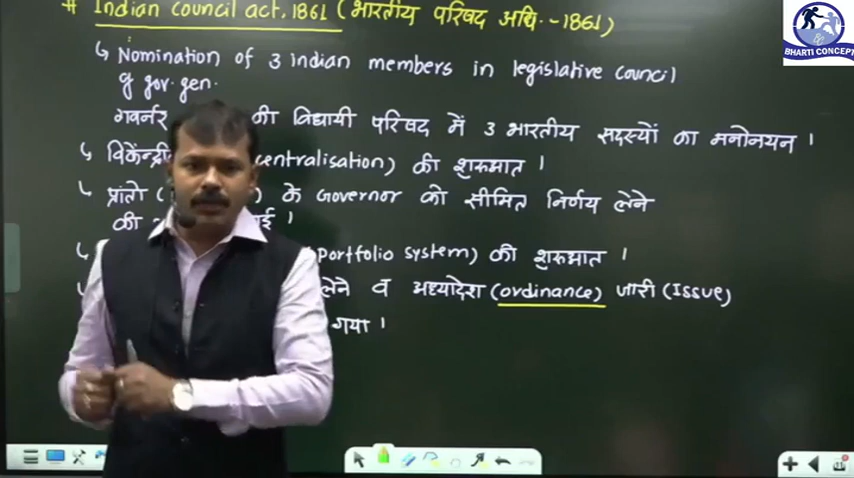 # Indian council act, 1861 (भारतीय परिषद अधि. - 1861)
↳ Nomination of 3 Indian members in legislative council
of gov. gen.
गवर्नर की विधायी परिषद में 3 भारतीय सदस्यों का मनोनयन ।
↳ centralisation) की शुरूआत ।
↳ प्रांतो ( ) के Governor को सीमित निर्णय लेने
की
portfolio system) की शुरूआत ।
लेने व अध्यादेश (ordinance) जारी (Issue)
गया ।
BHARTI CONCEPT